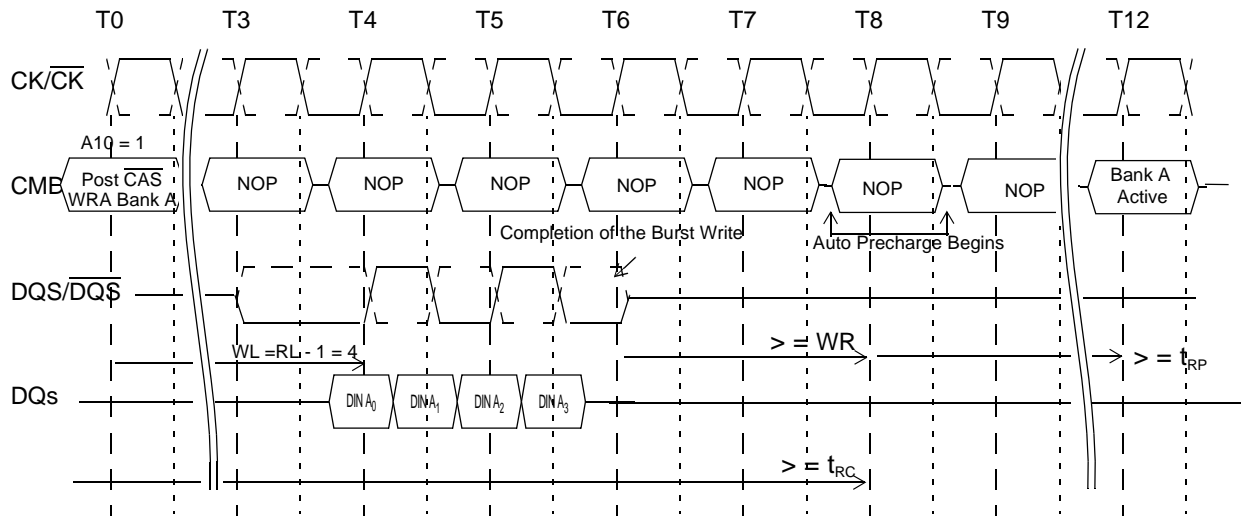 T0 T3 T4 T5 T6 T7 T8 T9 T12
CK/CK
A10 = 1
CMB
Post CAS
WRA Bank A
NOP NOP NOP NOP NOP NOP NOP
Bank A
Active
Completion of the Burst Write
Auto Precharge Begins
DQS/DQS
WL =RL - 1 = 4
> = WR
> = tRP
DQs
DIN A0 DIN A1 DIN A2 DIN A3
> = tRC